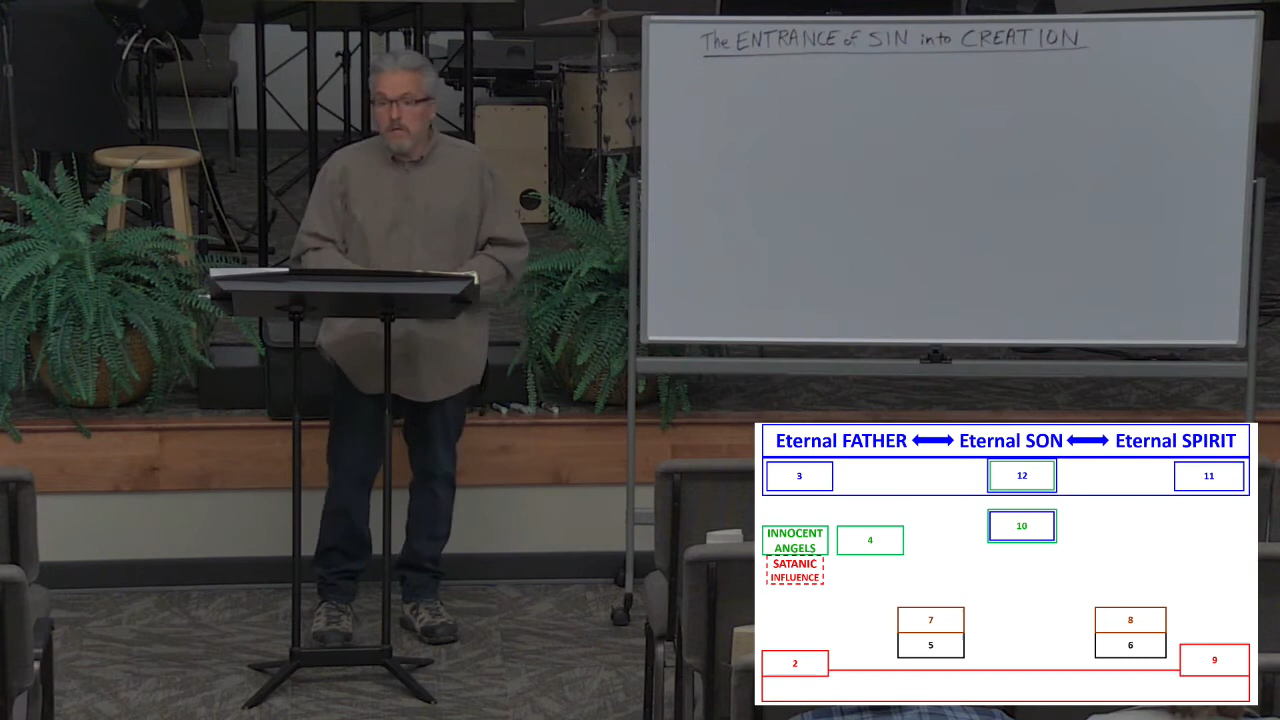 The ENTRANCE of SIN into CREATION
Eternal FATHER Eternal SON Eternal SPIRIT
3 12 11
10
INNOCENT
ANGELS
4
SATANIC
INFLUENCE
7 8
5 6
2 9